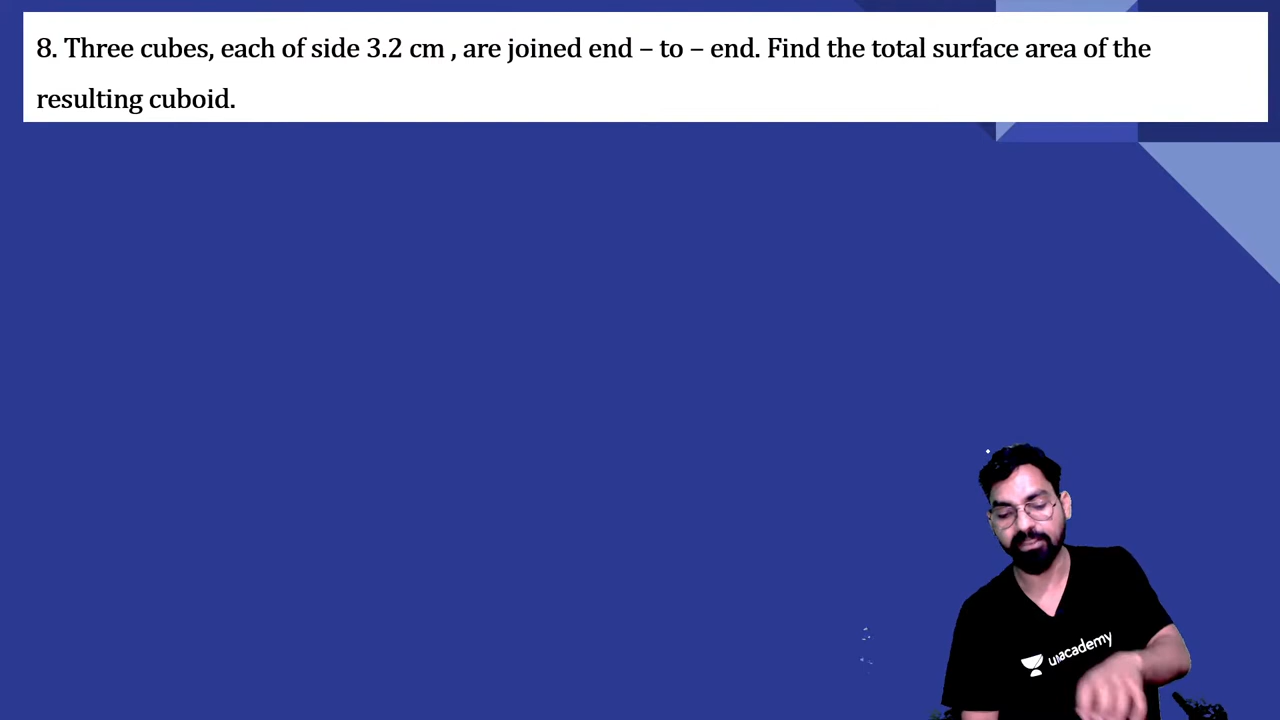 8. Three cubes, each of side 3.2 cm , are joined end – to – end. Find the total surface area of the
resulting cuboid.
unacademy